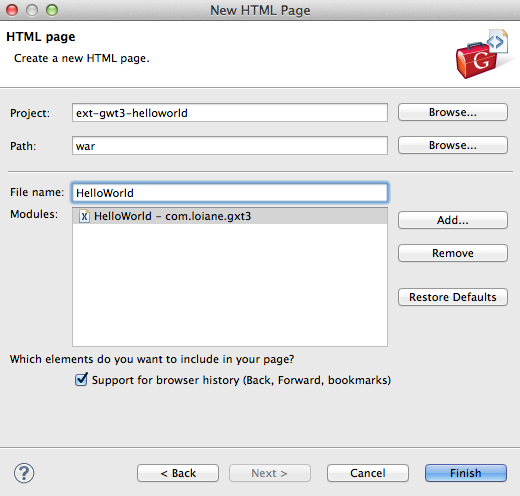 New HTML Page
HTML page
Create a new HTML page.
G
Project: ext-gwt3-helloworld Browse...
Path: war Browse...
File name: HelloWorld
Modules: X HelloWorld – com.loiane.gxt3 Add...
Remove
Restore Defaults
Which elements do you want to include in your page?
Support for browser history (Back, Forward, bookmarks)
? < Back Next > Cancel Finish